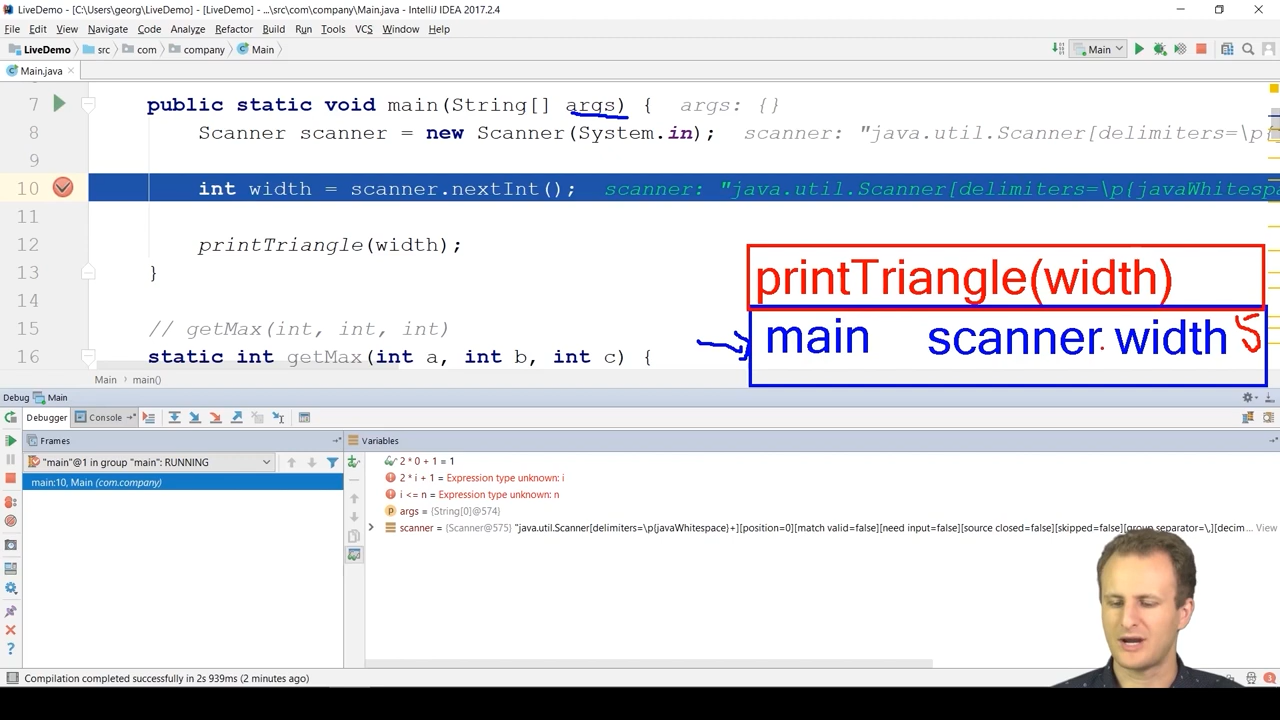 LiveDemo - [C:\Users\georg\LiveDemo] - [LiveDemo] - ...\src\com\company\Main.java - IntelliJ IDEA 2017.2.4
File Edit View Navigate Code Analyze Refactor Build Run Tools VCS Window Help
LiveDemo src com company Main Main
Main.java
7 public static void main(String[] args) { args: {}
8 Scanner scanner = new Scanner(System.in); scanner: "java.util.Scanner[delimiters=\p{javaWhitesp
9
10 int width = scanner.nextInt(); scanner: "java.util.Scanner[delimiters=\p{javaWhitespa
11
12 printTriangle(width);
13 }
14
15 // getMax(int, int, int)
16 static int getMax(int a, int b, int c) {
printTriangle(width)
main scanner width 5
Main main()
Debug Main
Debugger Console
Frames Variables
"main"@1 in group "main": RUNNING
main:10, Main (com.company)
2 * 0 + 1 = 1
2 * i + 1 = Expression type unknown: i
i <= n = Expression type unknown: n
args = {String[0]@574}
scanner = {Scanner@575} "java.util.Scanner[delimiters=\p{javaWhitespace}+][position=0][match valid=false][need input=false][source closed=false][skipped=false][group separator=\,][decim ... View
Compilation completed successfully in 2s 939ms (2 minutes ago)